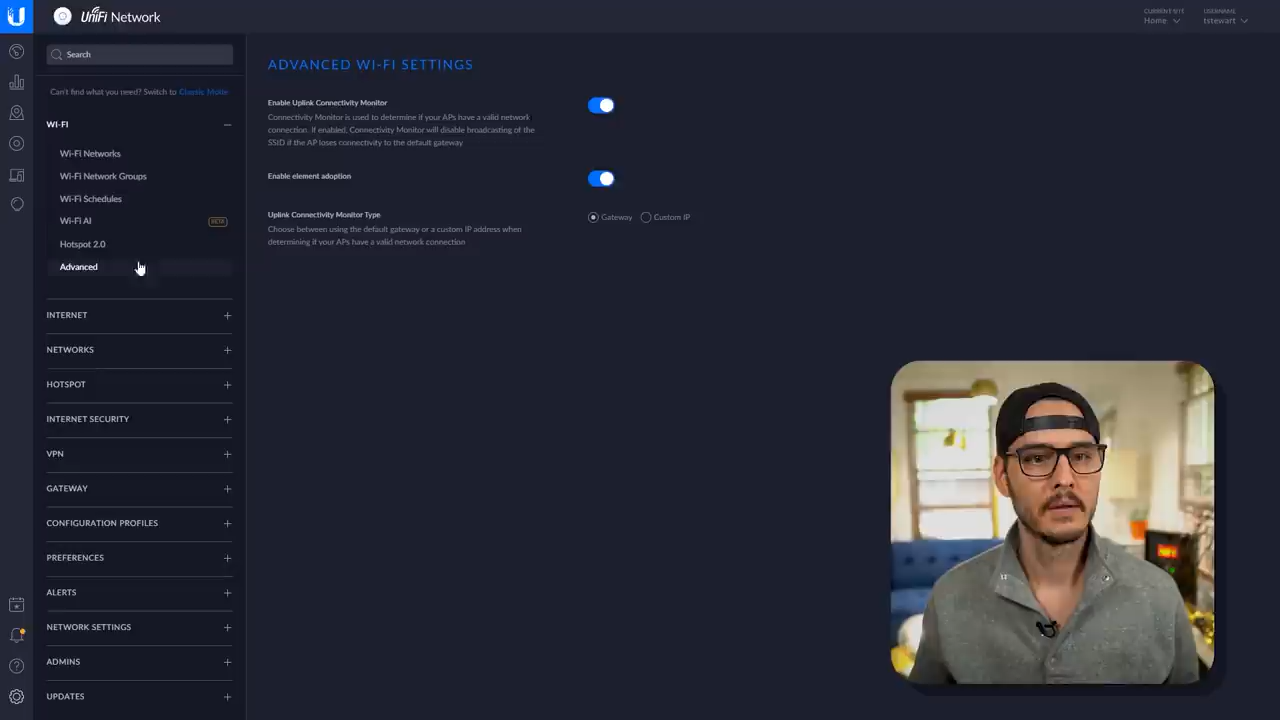 UniFi Network
CURRENT SITE
Home
USERNAME
tstewart
Search
Can't find what you need? Switch to Classic Mode
WI-FI
Wi-Fi Networks
Wi-Fi Network Groups
Wi-Fi Schedules
Wi-Fi AI
BETA
Hotspot 2.0
Advanced
INTERNET
NETWORKS
HOTSPOT
INTERNET SECURITY
VPN
GATEWAY
CONFIGURATION PROFILES
PREFERENCES
ALERTS
NETWORK SETTINGS
ADMINS
UPDATES
ADVANCED WI-FI SETTINGS
Enable Uplink Connectivity Monitor
Connectivity Monitor is used to determine if your APs have a valid network
connection. If enabled, Connectivity Monitor will disable broadcasting of the
SSID if the AP loses connectivity to the default gateway
Enable element adoption
Uplink Connectivity Monitor Type
Choose between using the default gateway or a custom IP address when
determining if your APs have a valid network connection
Gateway
Custom IP